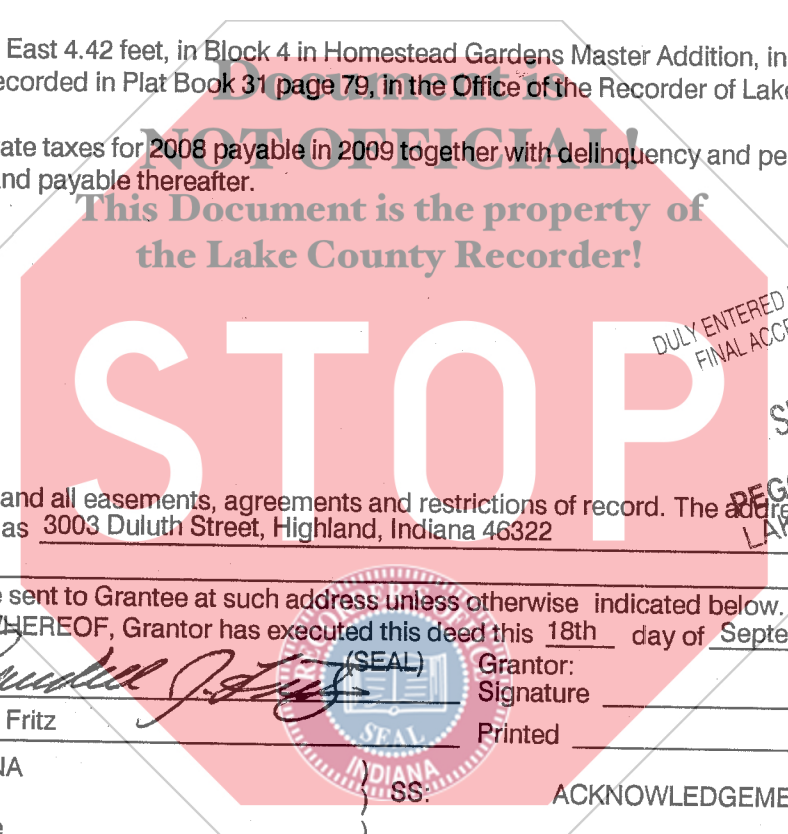 East 4.42 feet, in Block 4 in Homestead Gardens Master Addition, in
ecorded in Plat Book 31 page 79, in the Office of the Recorder of Lake
Document is
NOT OFFICIAL!
ate taxes for 2008 payable in 2009 together with delinquency and pe
nd payable thereafter.
This Document is the property of
the Lake County Recorder!
DULY ENTERED
FINAL ACCE
STOP
and all easements, agreements and restrictions of record. The addre
as 3003 Duluth Street, Highland, Indiana 46322
sent to Grantee at such address unless otherwise indicated below.
WHEREOF, Grantor has executed this deed this 18th day of Septe
(SEAL) Grantor:
Signature
Fritz
Printed
RECORDER'S OFFICE
SEAL
INDIANA
NA
SS: ACKNOWLEDGEME